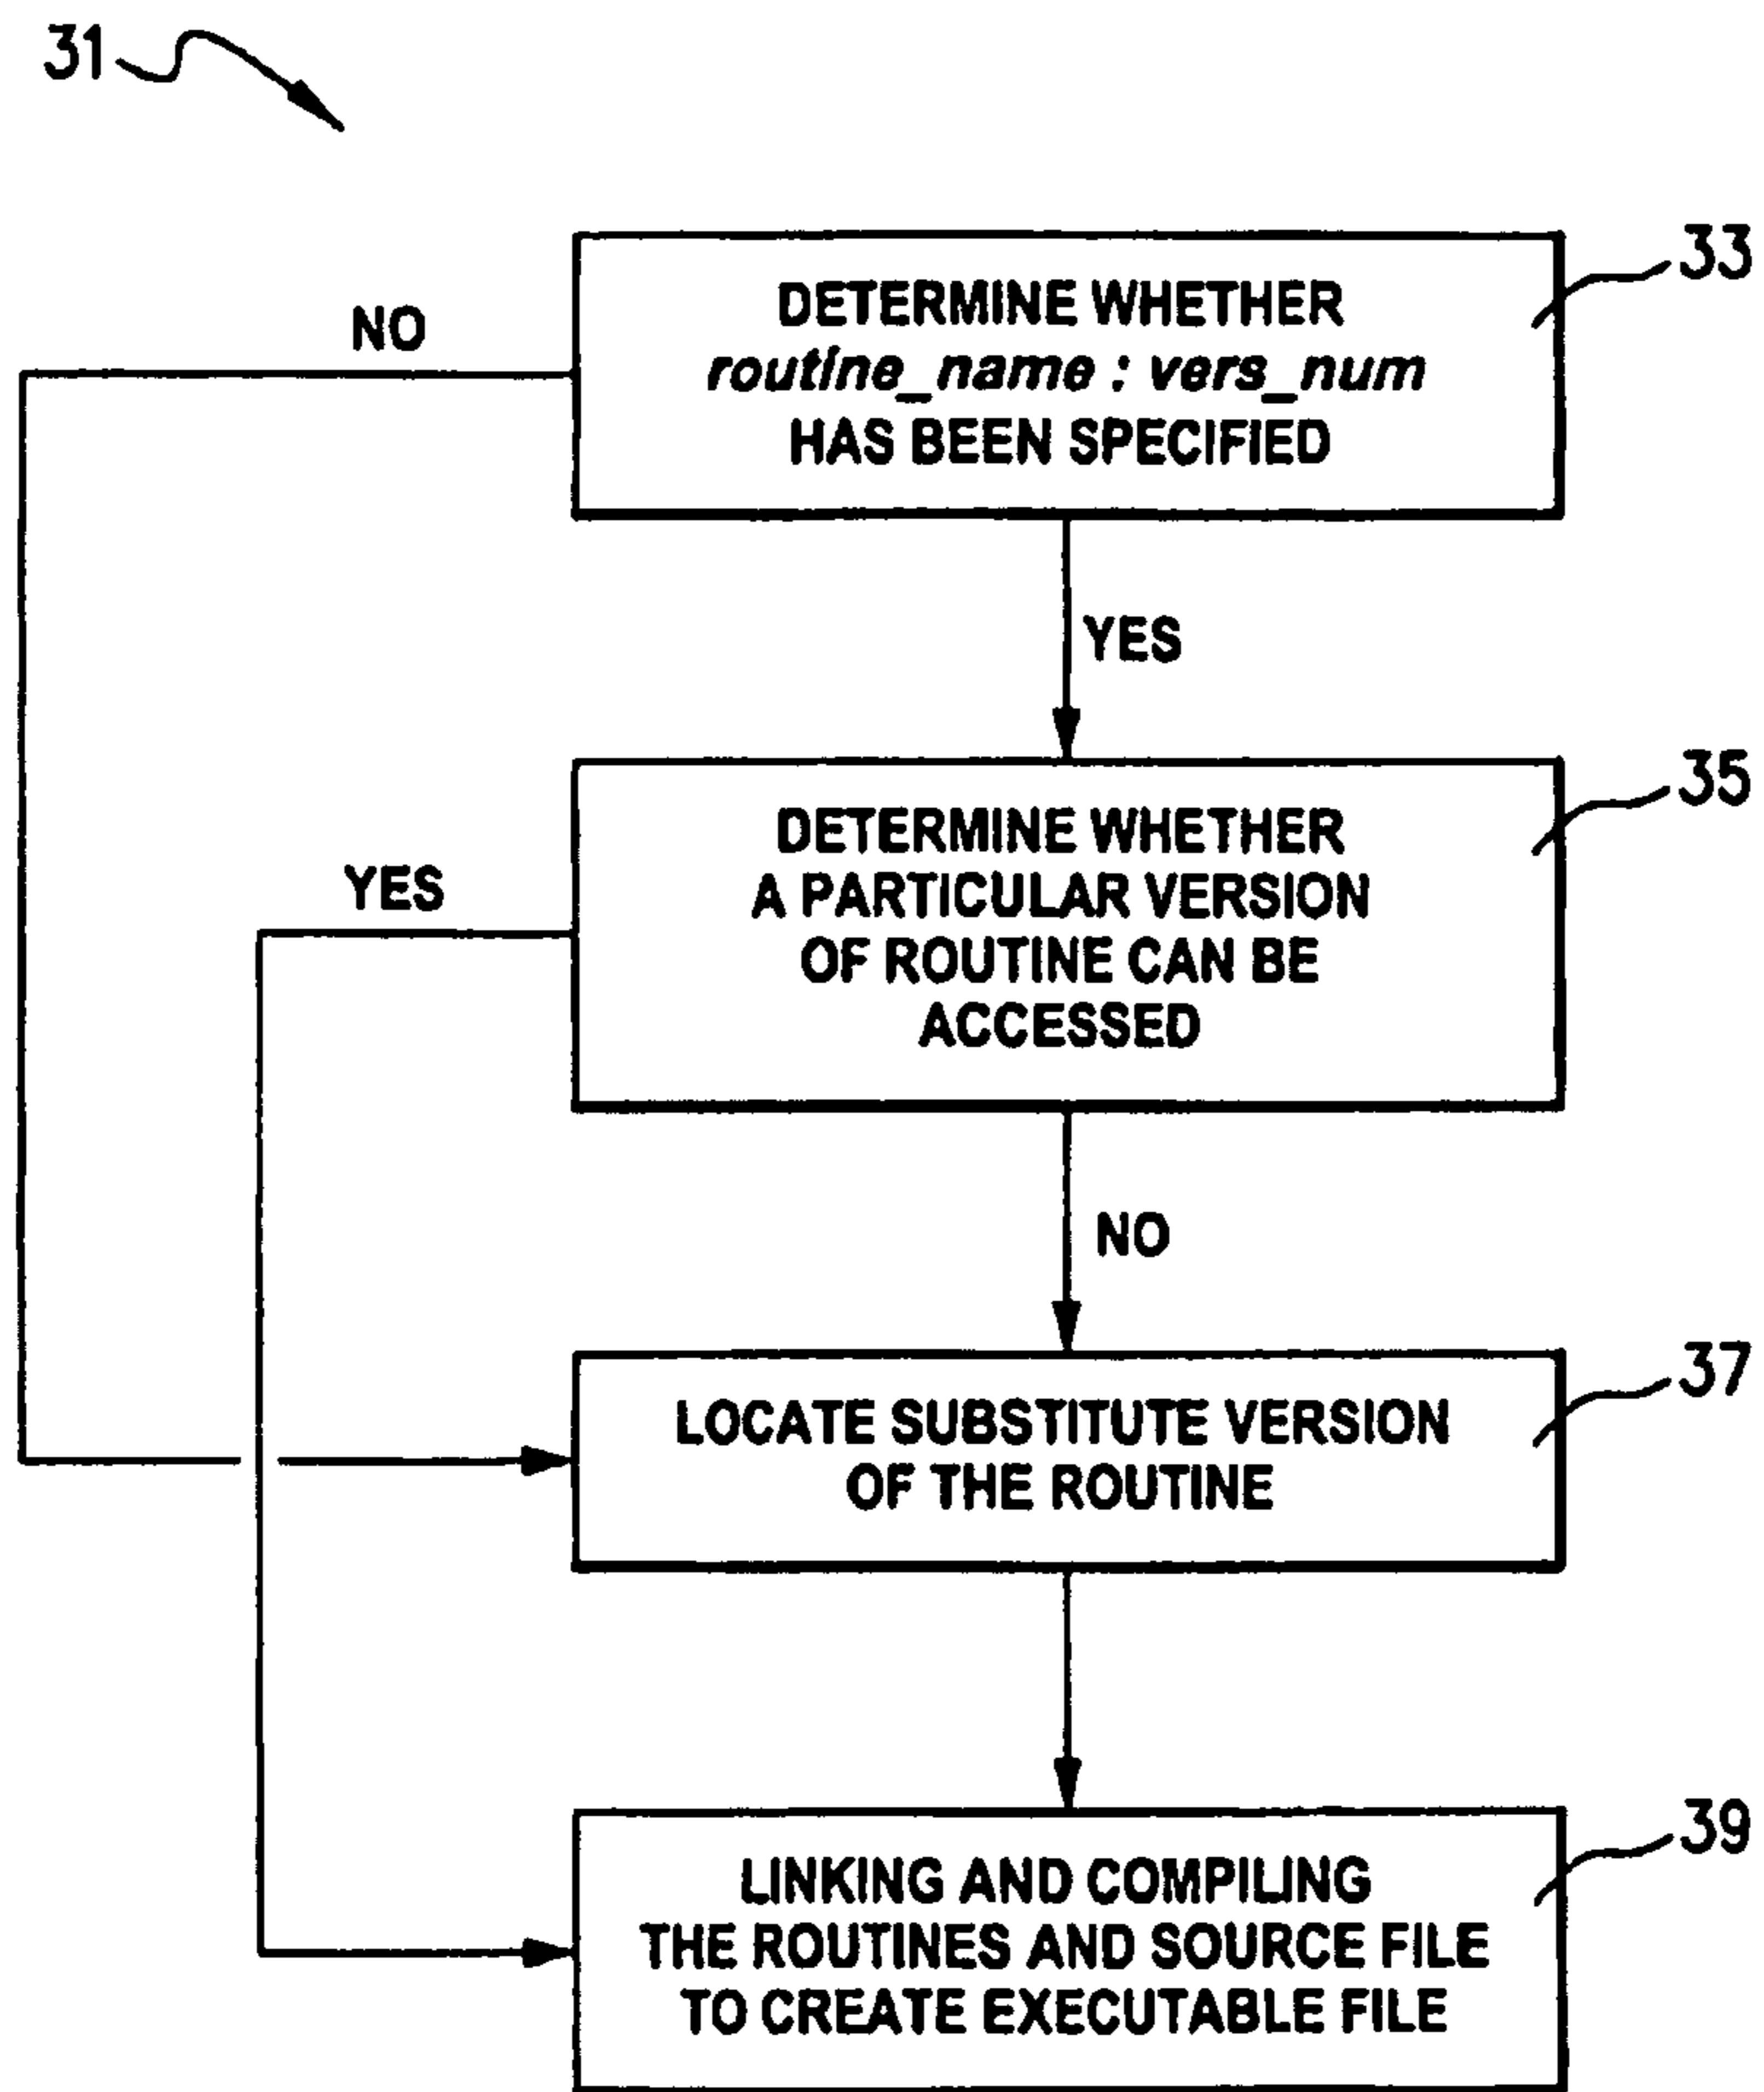 31
33
NO
DETERMINE WHETHER
routine_name : vers_num
HAS BEEN SPECIFIED
YES
35
DETERMINE WHETHER
A PARTICULAR VERSION
OF ROUTINE CAN BE
ACCESSED
YES
NO
37
LOCATE SUBSTITUTE VERSION
OF THE ROUTINE
39
LINKING AND COMPILING
THE ROUTINES AND SOURCE FILE
TO CREATE EXECUTABLE FILE